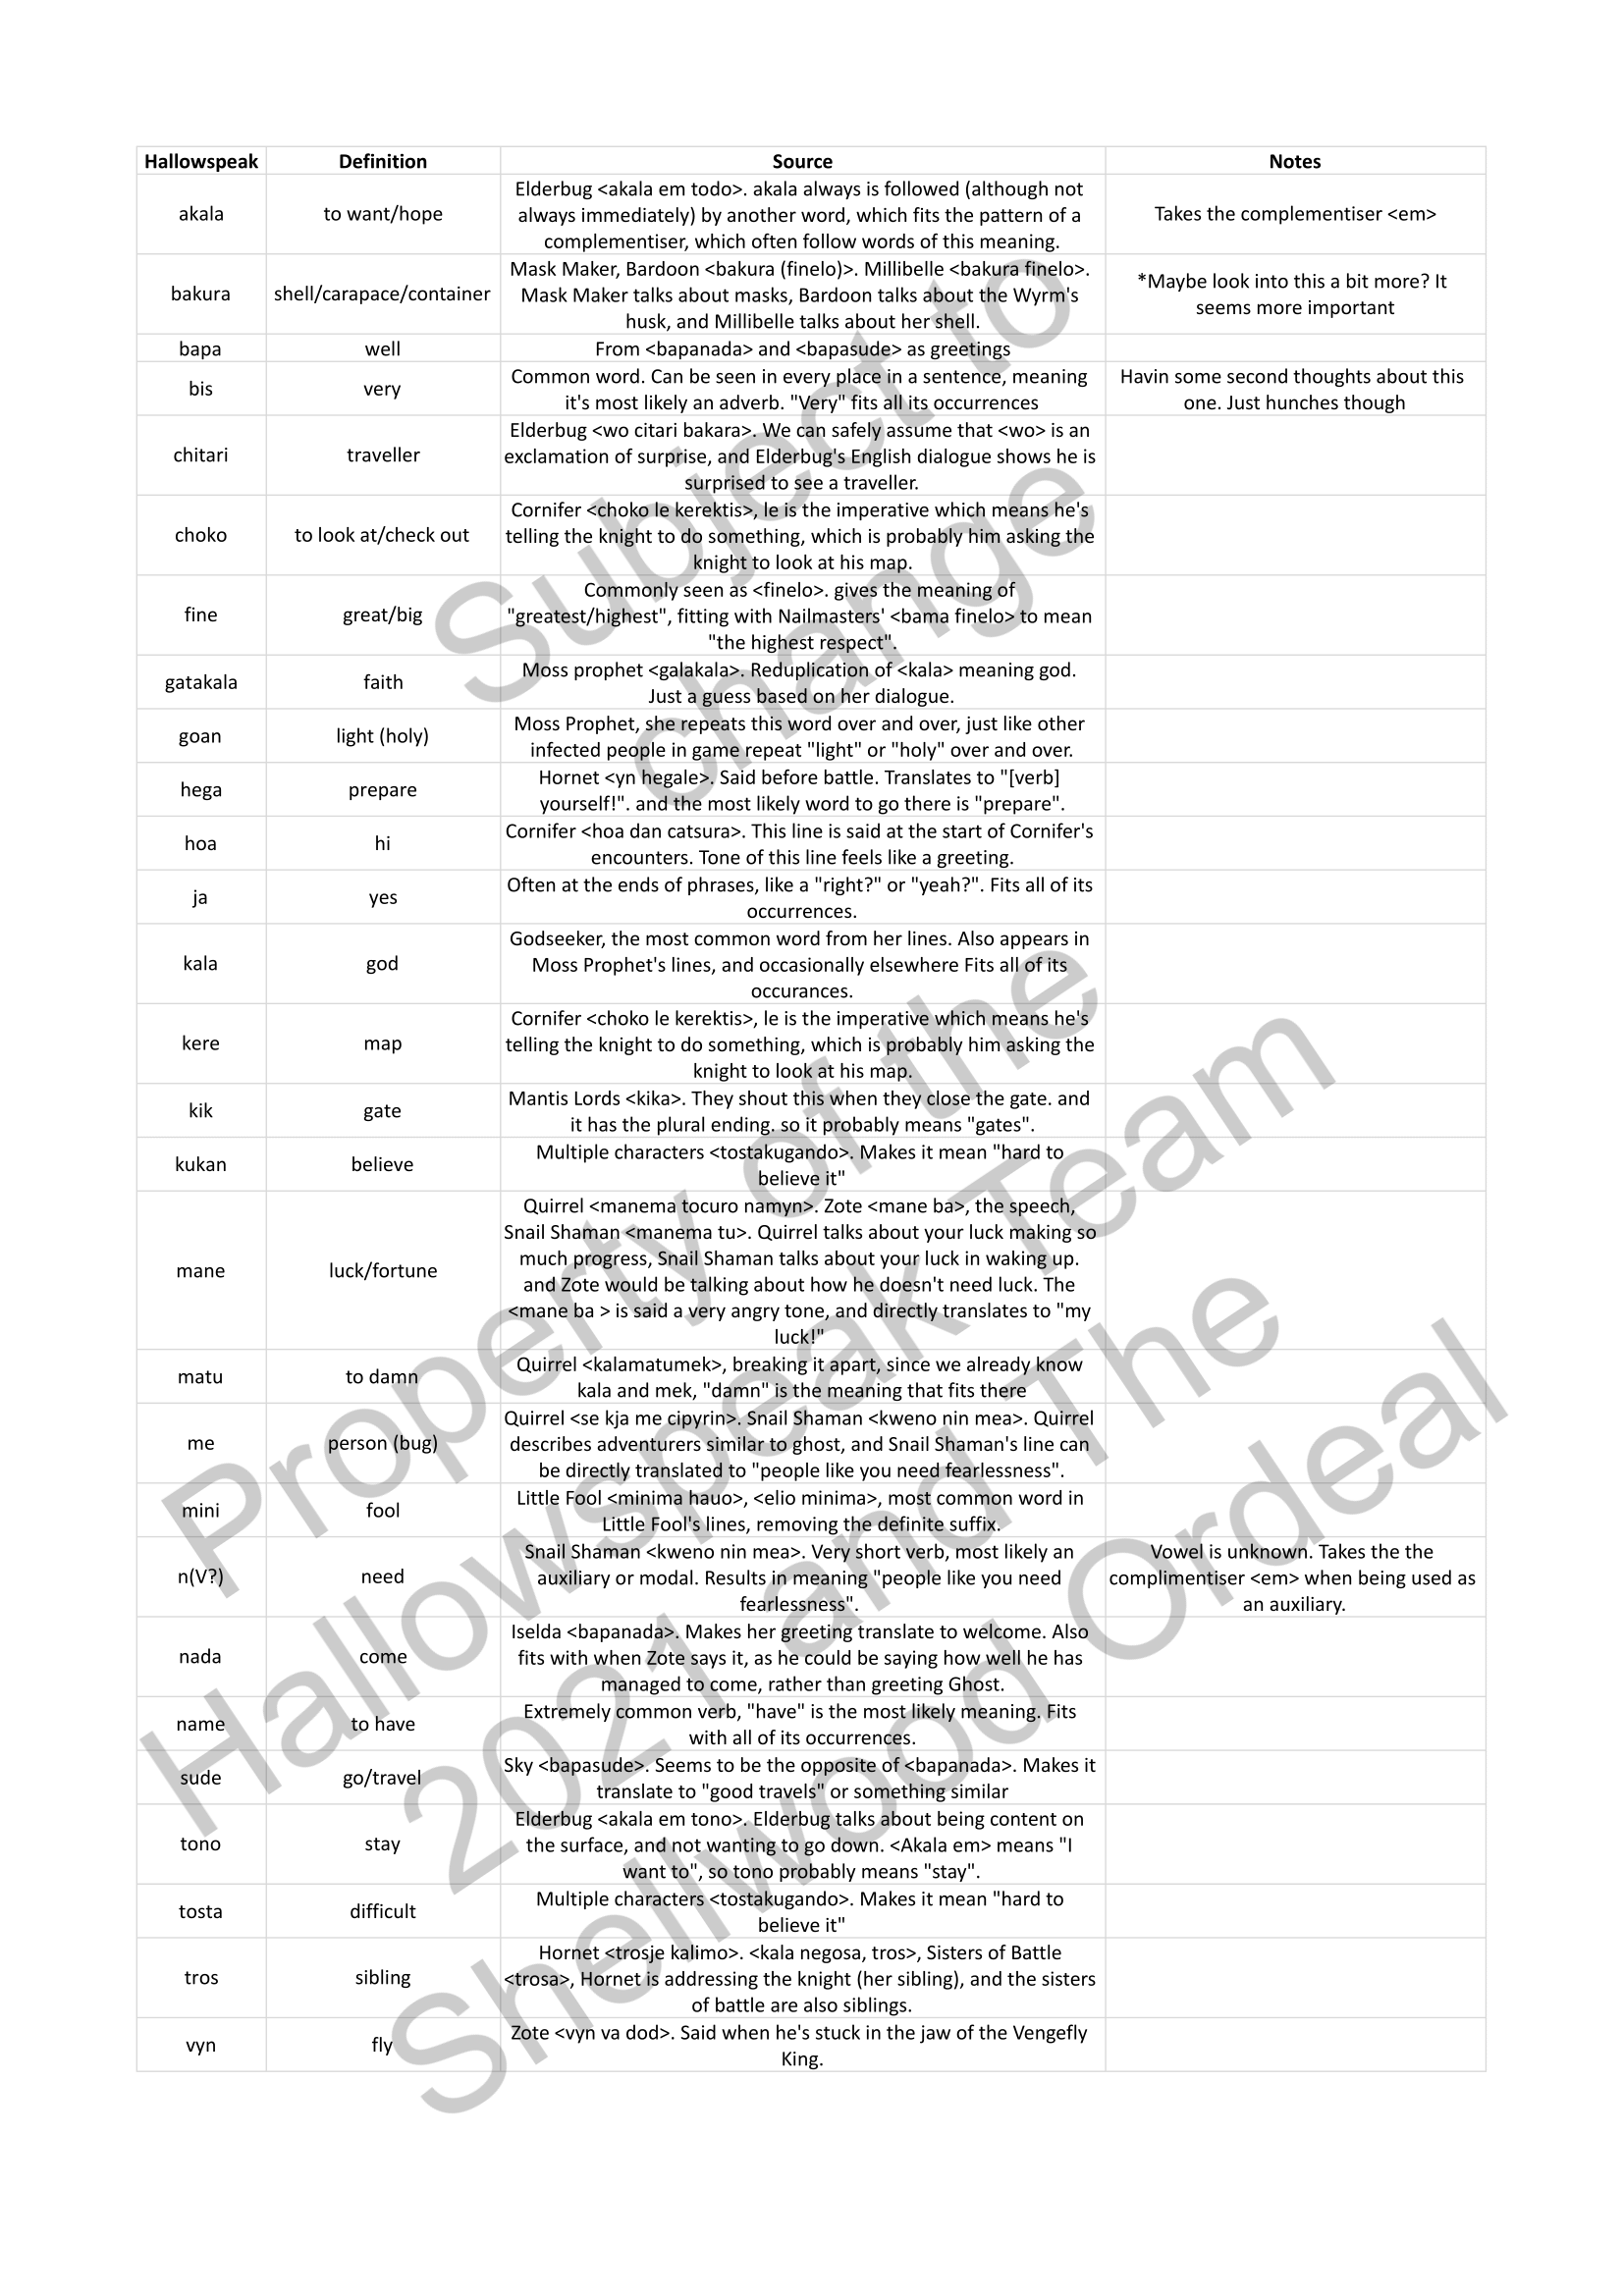 Hallowspeak Definition Source Notes
akala
to want/hope
Elderbug <akala em todo>. akala always is followed (although not
always immediately) by another word, which fits the pattern of a
complementiser, which often follow words of this meaning.
Takes the complementiser <em>
bakura
shell/carapace/container
Mask Maker, Bardoon <bakura (finelo)>. Millibelle <bakura finelo>.
Mask Maker talks about masks, Bardoon talks about the Wyrm's
husk, and Millibelle talks about her shell.
*Maybe look into this a bit more? It
seems more important
bapa
well
From <bapanada> and <bapasude> as greetings
bis
very
Common word. Can be seen in every place in a sentence, meaning
it's most likely an adverb. "Very" fits all its occurrences
Havin some second thoughts about this
one. Just hunches though
chitari
traveller
Elderbug <wo citari bakara>. We can safely assume that <wo> is an
exclamation of surprise, and Elderbug's English dialogue shows he is
surprised to see a traveller.
choko
to look at/check out
Cornifer <choko le kerektis>, le is the imperative which means he's
telling the knight to do something, which is probably him asking the
knight to look at his map.
fine
great/big
Commonly seen as <finelo>. gives the meaning of
"greatest/highest", fitting with Nailmasters' <bama finelo> to mean
"the highest respect".
gatakala
faith
Moss prophet <galakala>. Reduplication of <kala> meaning god.
Just a guess based on her dialogue.
goan
light (holy)
Moss Prophet, she repeats this word over and over, just like other
infected people in game repeat "light" or "holy" over and over.
hega
prepare
Hornet <yn hegale>. Said before battle. Translates to "[verb]
yourself!". and the most likely word to go there is "prepare".
hoa
hi
Cornifer <hoa dan catsura>. This line is said at the start of Cornifer's
encounters. Tone of this line feels like a greeting.
ja
yes
Often at the ends of phrases, like a "right?" or "yeah?". Fits all of its
occurrences.
kala
god
Godseeker, the most common word from her lines. Also appears in
Moss Prophet's lines, and occasionally elsewhere Fits all of its
occurances.
kere
map
Cornifer <choko le kerektis>, le is the imperative which means he's
telling the knight to do something, which is probably him asking the
knight to look at his map.
kik
gate
Mantis Lords <kika>. They shout this when they close the gate. and
it has the plural ending. so it probably means "gates".
kukan
believe
Multiple characters <tostakugando>. Makes it mean "hard to
believe it"
mane
luck/fortune
Quirrel <manema tocuro namyn>. Zote <mane ba>, the speech,
Snail Shaman <manema tu>. Quirrel talks about your luck making so
much progress, Snail Shaman talks about your luck in waking up.
and Zote would be talking about how he doesn't need luck. The
<mane ba > is said a very angry tone, and directly translates to "my
luck!"
matu
to damn
Quirrel <kalamatumek>, breaking it apart, since we already know
kala and mek, "damn" is the meaning that fits there
me
person (bug)
Quirrel <se kja me cipyrin>. Snail Shaman <kweno nin mea>. Quirrel
describes adventurers similar to ghost, and Snail Shaman's line can
be directly translated to "people like you need fearlessness".
mini
fool
Little Fool <minima hauo>, <elio minima>, most common word in
Little Fool's lines, removing the definite suffix.
n(V?)
need
Snail Shaman <kweno nin mea>. Very short verb, most likely an
auxiliary or modal. Results in meaning "people like you need
fearlessness".
Vowel is unknown. Takes the the
complimentiser <em> when being used as
an auxiliary.
nada
come
Iselda <bapanada>. Makes her greeting translate to welcome. Also
fits with when Zote says it, as he could be saying how well he has
managed to come, rather than greeting Ghost.
name
to have
Extremely common verb, "have" is the most likely meaning. Fits
with all of its occurrences.
sude
go/travel
Sky <bapasude>. Seems to be the opposite of <bapanada>. Makes it
translate to "good travels" or something similar
tono
stay
Elderbug <akala em tono>. Elderbug talks about being content on
the surface, and not wanting to go down. <Akala em> means "I
want to", so tono probably means "stay".
tosta
difficult
Multiple characters <tostakugando>. Makes it mean "hard to
believe it"
tros
sibling
Hornet <trosje kalimo>. <kala negosa, tros>, Sisters of Battle
<trosa>, Hornet is addressing the knight (her sibling), and the sisters
of battle are also siblings.
vyn
fly
Zote <vyn va dod>. Said when he's stuck in the jaw of the Vengefly
King.
Subject to
change
Property of the
Hallowspeak Team
2021 and The
Shellwood Ordeal